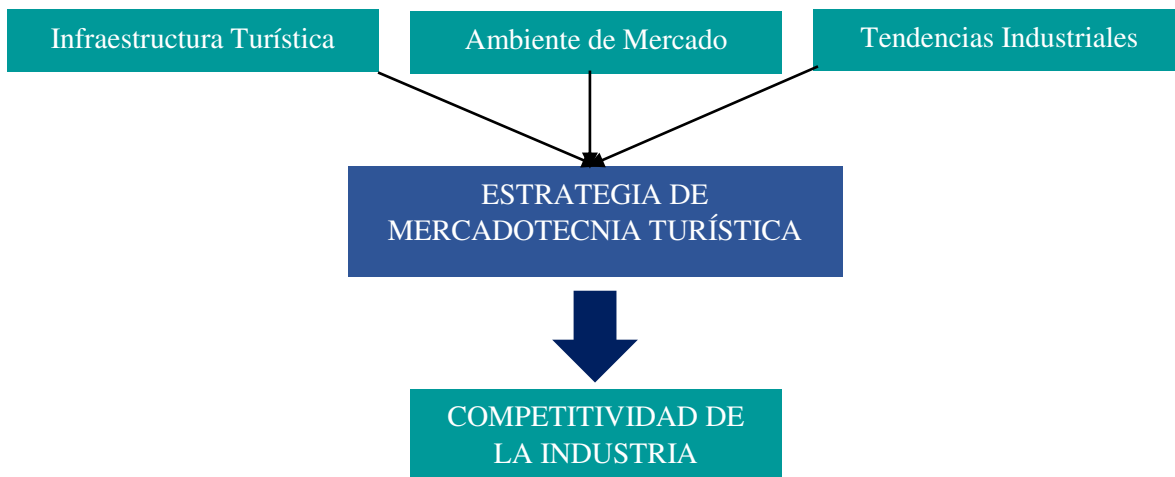 Infraestructura Turística
Ambiente de Mercado
Tendencias Industriales
ESTRATEGIA DE
MERCADOTECNIA TURÍSTICA
COMPETITIVIDAD DE
LA INDUSTRIA